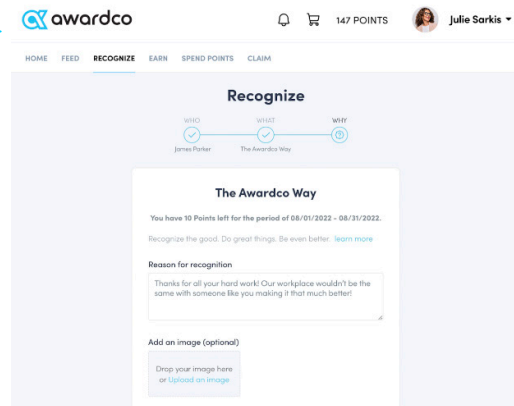 awardco
147 POINTS
Julie Sarkis
HOME FEED RECOGNIZE EARN SPEND POINTS CLAIM
Recognize
WHO WHAT WHY
James Parker The Awardco Way
The Awardco Way
You have 10 Points left for the period of 08/01/2022 - 08/31/2022.
Recognize the good. Do great things. Be even better. learn more
Reason for recognition
Thanks for all your hard work! Our workplace wouldn't be the
same with someone like you making it that much better!
Add an image (optional)
Drop your image here
or Upload an image